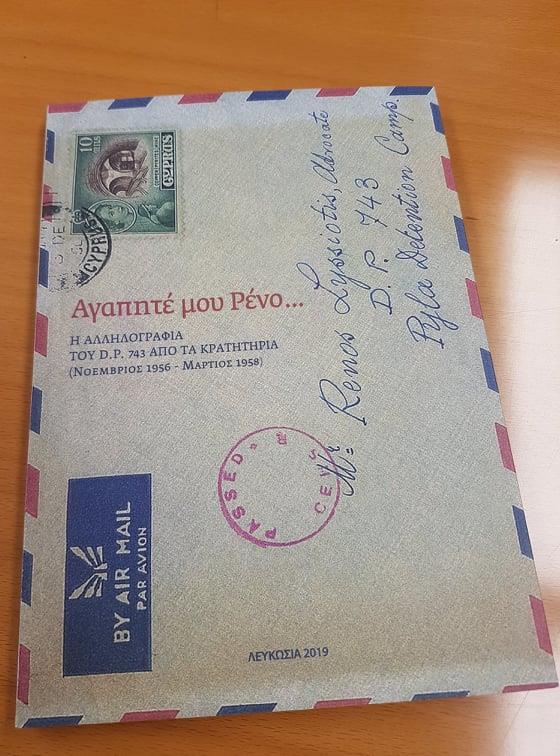 10
MILS
CYPRUS
CYPRUS
Αγαπητέ μου Ρένο...
Η ΑΛΛΗΛΟΓΡΑΦΙΑ
ΤΟΥ D.P. 743 ΑΠΟ ΤΑ ΚΡΑΤΗΤΗΡΙΑ
(ΝΟΕΜΒΡΙΟΣ 1956 - ΜΑΡΤΙΟΣ 1958)
Mr Renos Lyssiotis, Advocate
D. P. 743
Pyla Detention Camp.
PASSED
BY AIR MAIL
PAR AVION
ΛΕΥΚΩΣΙΑ 2019